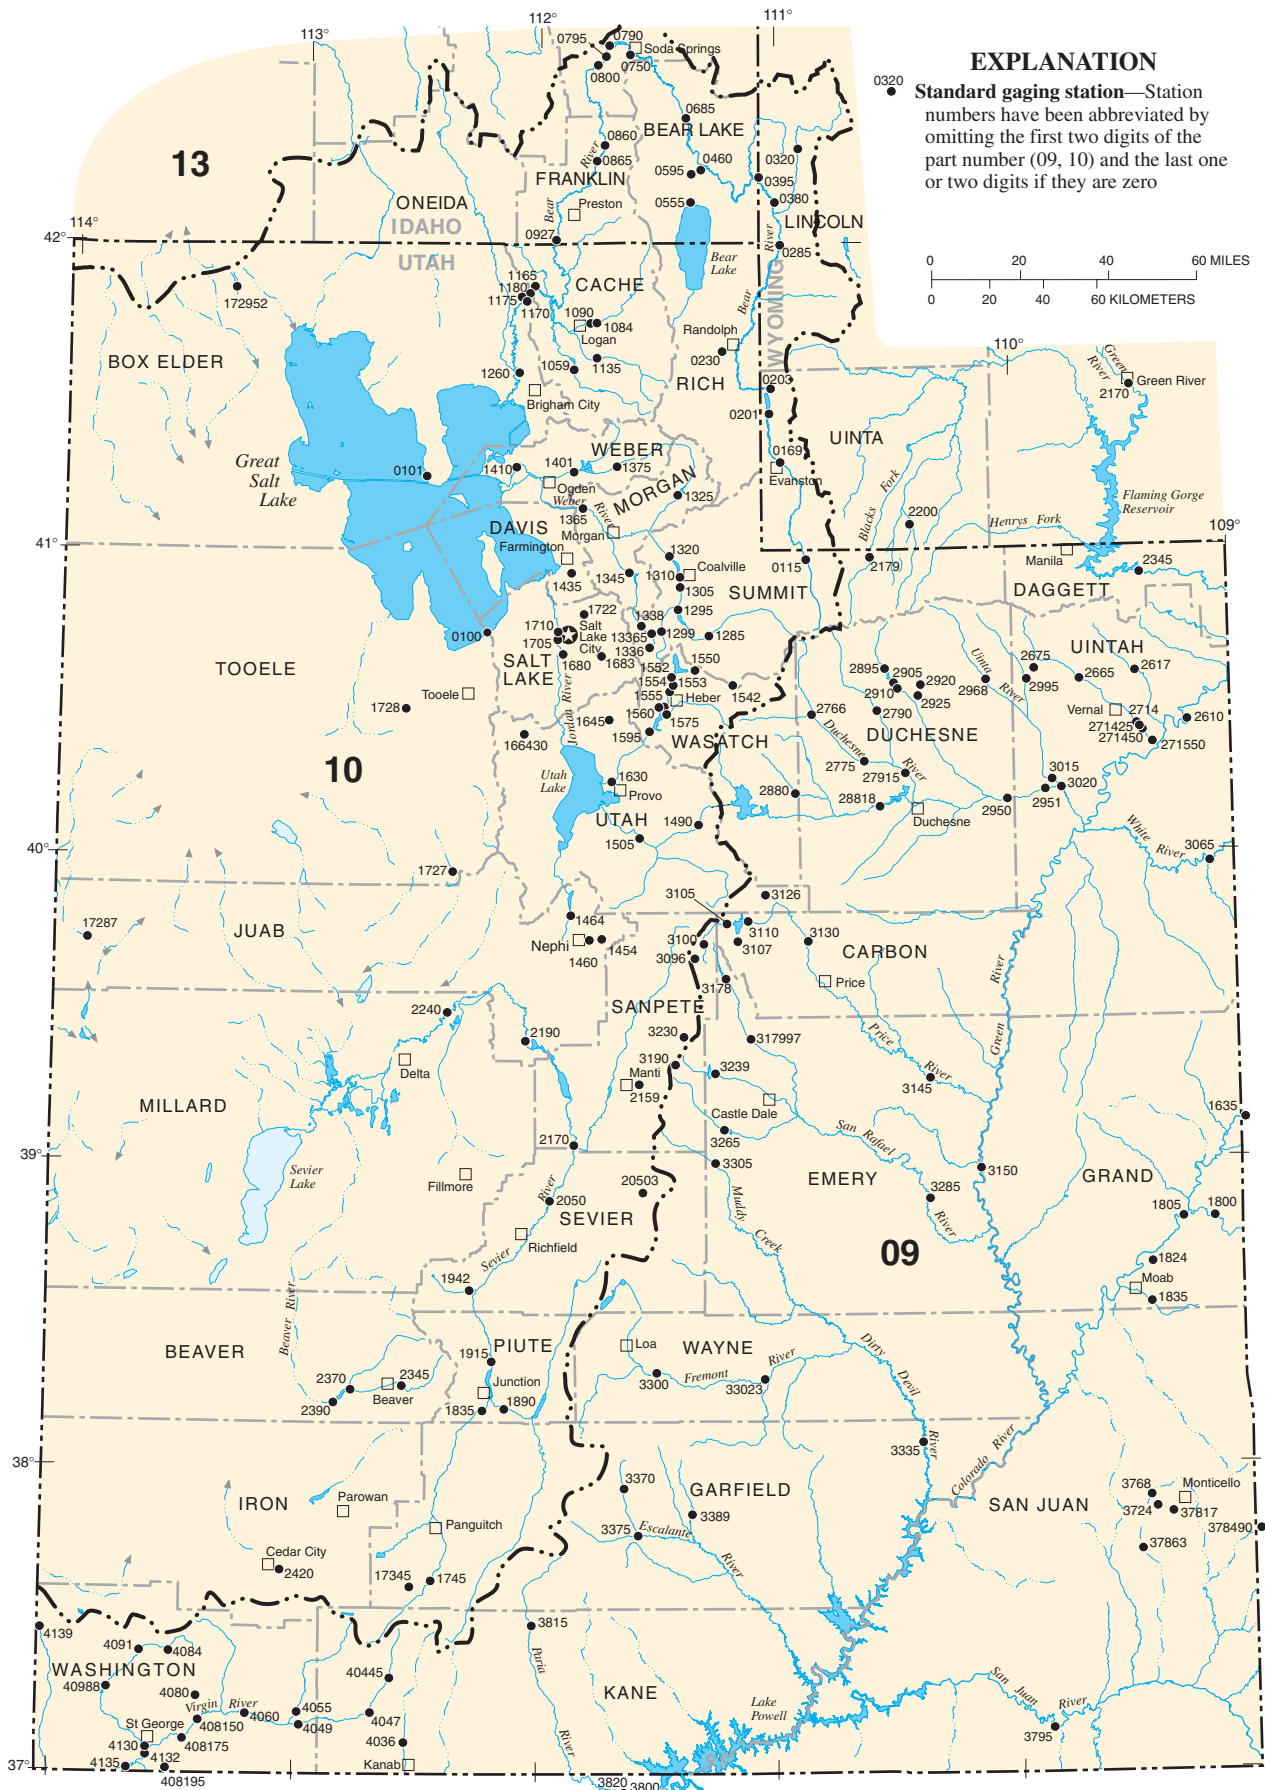 113°
112°
111°
0795
0790
Soda Springs
0750
0800
EXPLANATION
0320
Standard gaging station—Station
numbers have been abbreviated by
omitting the first two digits of the
part number (09, 10) and the last one
or two digits if they are zero
0685
BEAR LAKE
0860
River
0865
0460
0595
0320
0395
13
FRANKLIN
ONEIDA
Preston
Bear
0555
0380
LINCOLN
IDAHO
114°
42°
0927
River
0285
UTAH
Bear
Lake
60 MILES
0
20
40
0
20
40
60 KILOMETERS
1165
1180
1175
1170
CACHE
172952
WYOMING
Bear
1090
1084
Logan
Randolph
0230
110°
Green
River
Green River
2170
BOX ELDER
1059
1135
1260
RICH
0203
Brigham City
0201
UINTA
WEBER
Great
Salt
Lake
0101
1410
1401
1375
0169
Evanston
Ogden
Weber
MORGAN
1325
Blacks
Fork
Flaming Gorge
Reservoir
DAVIS
1365
River
Morgan
2200
Henrys Fork
109°
41°
Farmington
1320
Coalville
0115
2179
Manila
2345
1435
1345
1310
1305
SUMMIT
DAGGETT
1722
1338
1295
0100
1710
1705
Salt
Lake
City
13365
1299
1285
1336
UINTAH
TOOELE
SALT
LAKE
1680
1683
1552
1550
1554
1553
2895
2905
2920
2910
2925
Uinta
River
2675
2665
2617
2968
2995
Tooele
1728
Jordan River
1555
Heber
1542
1560
1575
1645
2766
2790
Vernal
2714
2610
271425
271450
271550
166430
1595
WASATCH
Duchesne
River
DUCHESNE
10
Utah
Lake
1630
Provo
2775
27915
3015
3020
2880
28818
2951
2950
Duchesne
UTAH
1490
1505
White
River
3065
40°
1727
3126
17287
1464
3105
3110
JUAB
Nephi
1460
1454
3100
3107
3130
CARBON
3096
3178
Price
River
Green
SANPETE
2240
2190
3230
317997
Price
River
Delta
3190
Manti
2159
3239
3145
MILLARD
Castle Dale
1635
3265
San Rafael
River
2170
39°
3305
3150
Sevier
Lake
Fillmore
20503
EMERY
GRAND
River
2050
Muddy
Creek
3285
1805
1800
SEVIER
Richfield
Sevier
09
1824
1942
Moab
1835
Beaver River
BEAVER
1915
PIUTE
Loa
WAYNE
Dirty
Devil
River
2370
2345
Junction
River
Beaver
3300
Fremont
33023
2390
1835
1890
3335
38°
Colorado River
3370
GARFIELD
3768
Monticello
IRON
Parowan
3389
SAN JUAN
3724
37817
Panguitch
3375
Escalante
River
378490
37863
Cedar City
2420
17345
1745
4139
3815
4091
4084
WASHINGTON
40445
Paria
River
40988
4080
KANE
San Juan River
Virgin River
4055
Lake
Powell
St George
408150
4060
4049
4047
3795
4130
408175
4036
4132
37°
4135
Kanab
408195
3820
3800